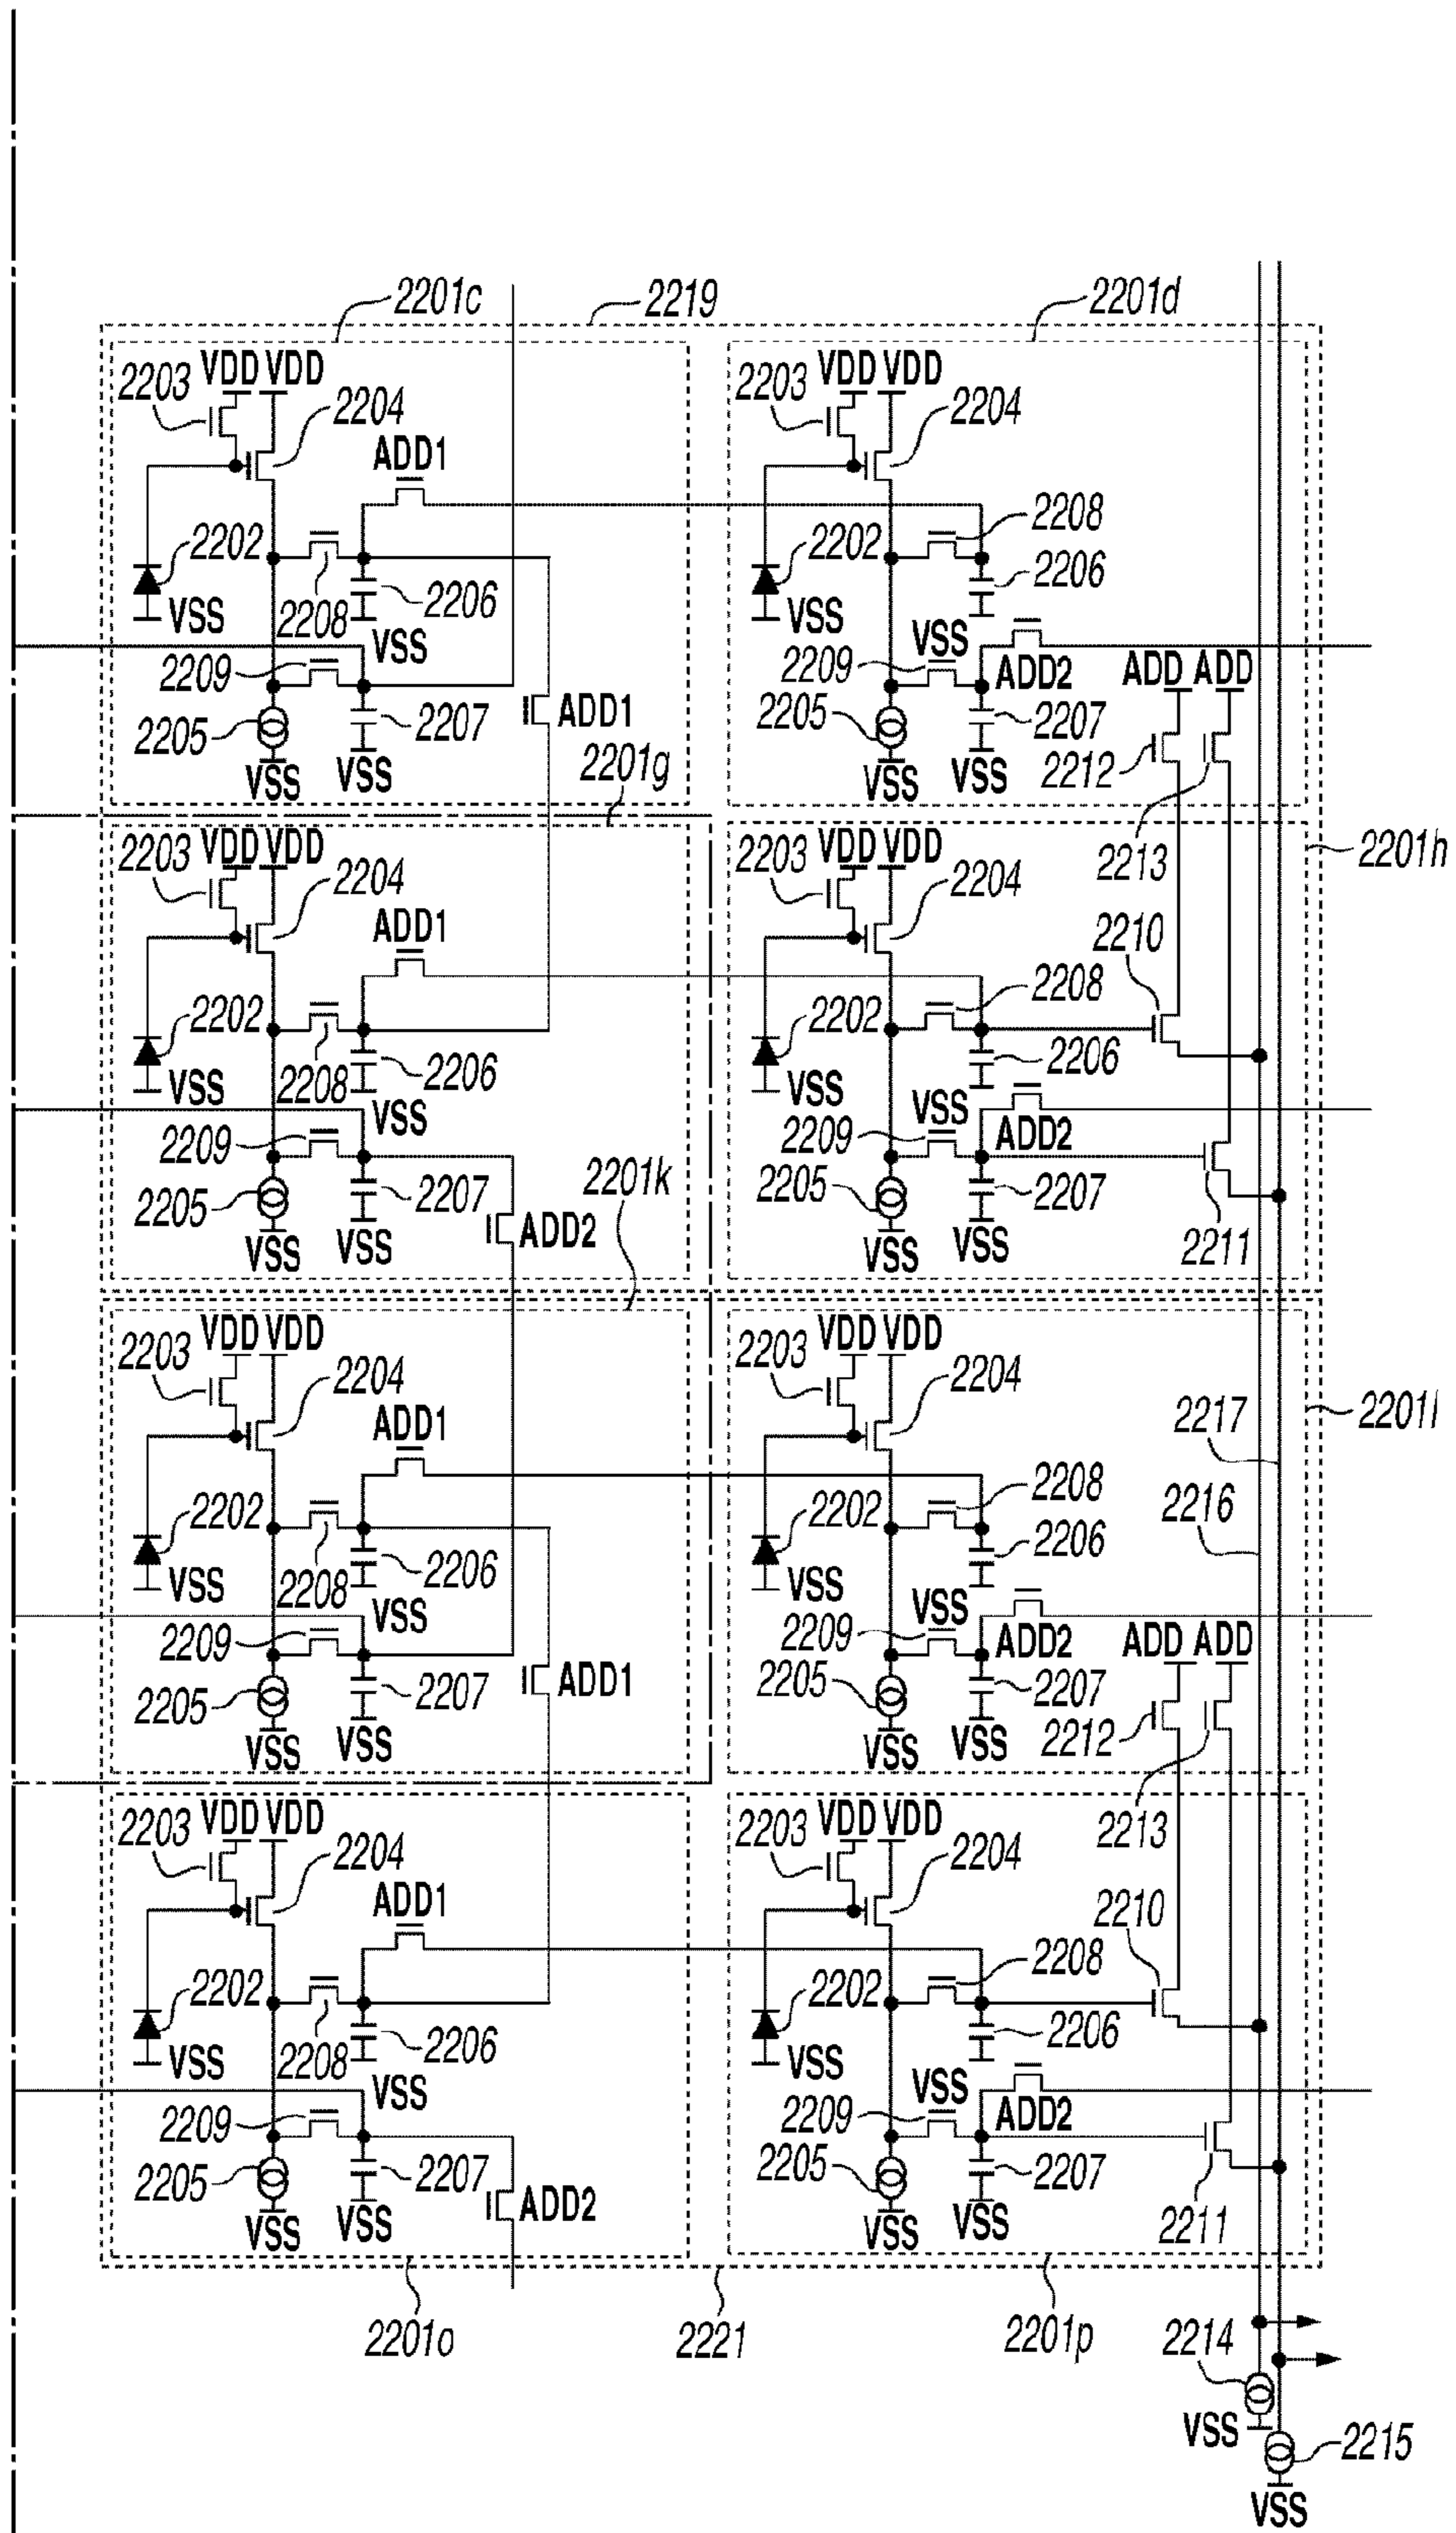 2201c 2219 2201d
2203 VDD VDD 2203 VDD VDD
2204 2204
ADD1
2208
2202 2202
2206
VSS 2208 2206 VSS
VSS VSS
2209 2209 ADD2 ADD ADD
2205 2207 ADD1 2205 2207 2212
VSS VSS 2201g VSS VSS
2213 2201h
2203 VDD VDD 2203 VDD VDD
2204 2204
ADD1 2210
2208
2202 2202
2206
VSS 2208 2206 VSS
VSS VSS
2209 2209 ADD2
2205 2207 2201k 2205 2207
VSS VSS ADD2 VSS VSS 2211
2203 VDD VDD 2203 VDD VDD
2204 2204 2201l
2217
ADD1
2208 2216
2202 2202
2206
VSS 2208 2206 VSS
VSS VSS
2209 2209 ADD2 ADD ADD
2205 2207 ADD1 2205 2207 2212
VSS VSS VSS VSS
2213
2203 VDD VDD 2203 VDD VDD
2204 2204
ADD1 2210
2208
2202 2202
2206
VSS 2208 2206 VSS
VSS VSS
2209 2209 ADD2
2205 2207 2205 2207
VSS VSS ADD2 VSS VSS 2211
2201o 2221 2201p 2214
VSS
2215
VSS